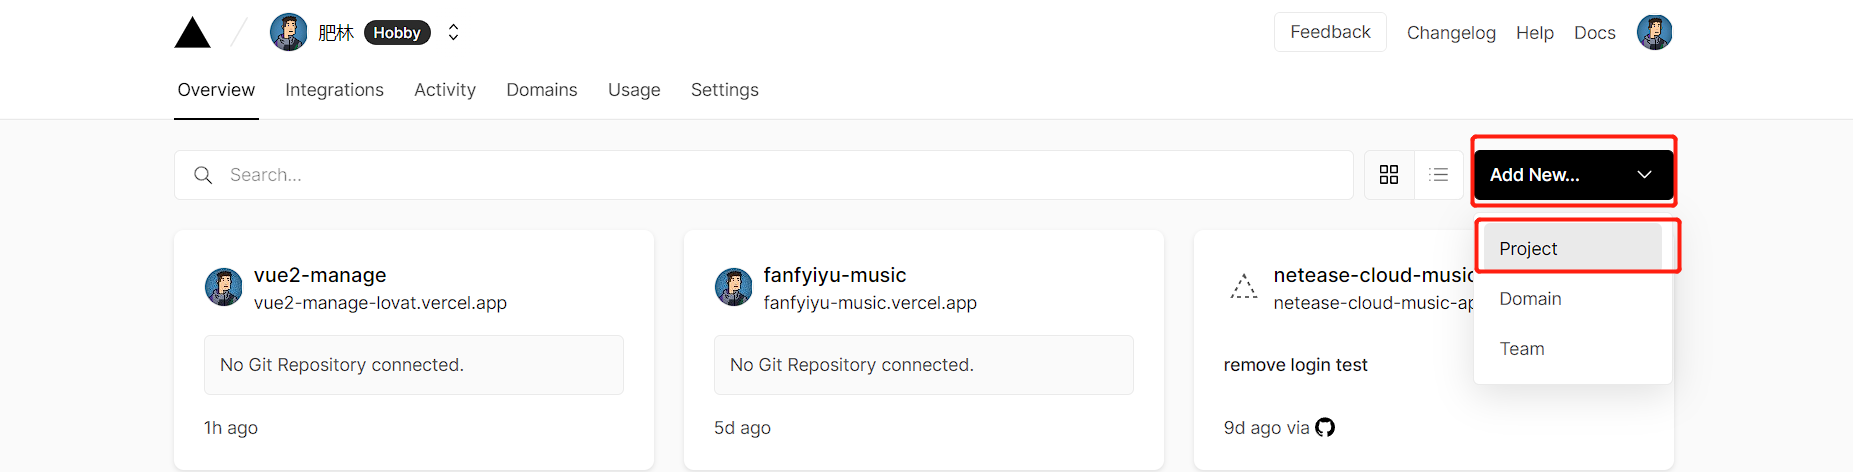 肥林 Hobby
Feedback Changelog Help Docs
Overview Integrations Activity Domains Usage Settings
Search...
Add New...
Project
Domain
Team
vue2-manage
vue2-manage-lovat.vercel.app
No Git Repository connected.
1h ago
fanfyiyu-music
fanfyiyu-music.vercel.app
No Git Repository connected.
5d ago
netease-cloud-music
netease-cloud-music-ap
remove login test
9d ago via